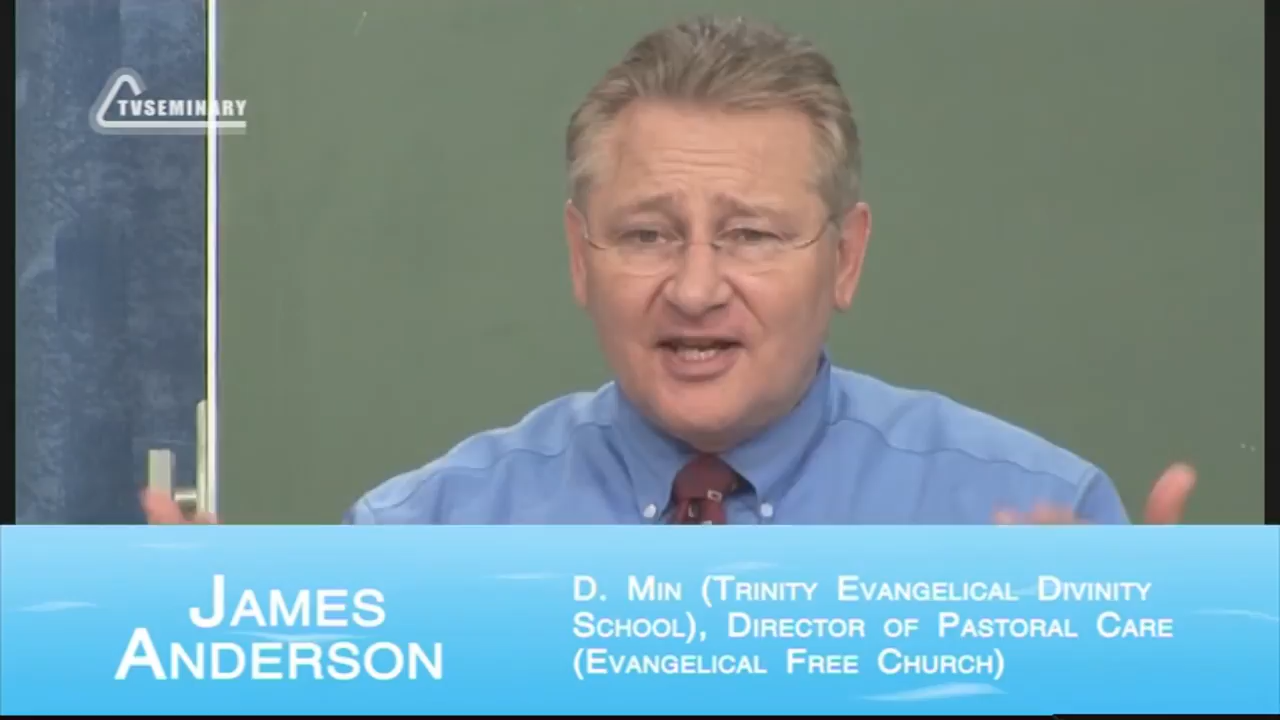 TVSEMINARY
JAMES
ANDERSON
D. MIN (TRINITY EVANGELICAL DIVINITY
SCHOOL), DIRECTOR OF PASTORAL CARE
(EVANGELICAL FREE CHURCH)